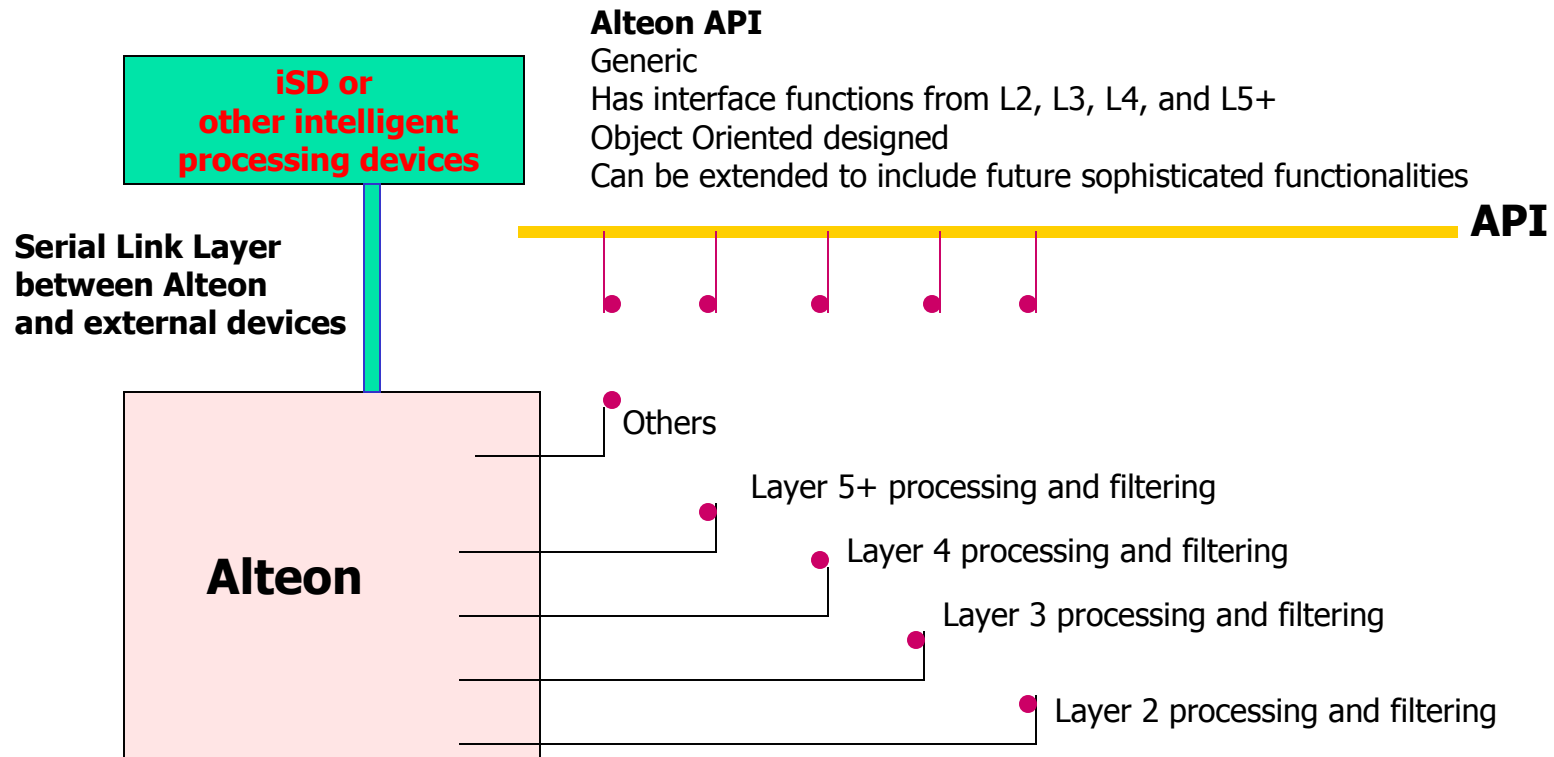 Alteon API
Generic
Has interface functions from L2, L3, L4, and L5+
Object Oriented designed
Can be extended to include future sophisticated functionalities
iSD or
other intelligent
processing devices
API
Serial Link Layer
between Alteon
and external devices
Others
Layer 5+ processing and filtering
Layer 4 processing and filtering
Alteon
Layer 3 processing and filtering
Layer 2 processing and filtering